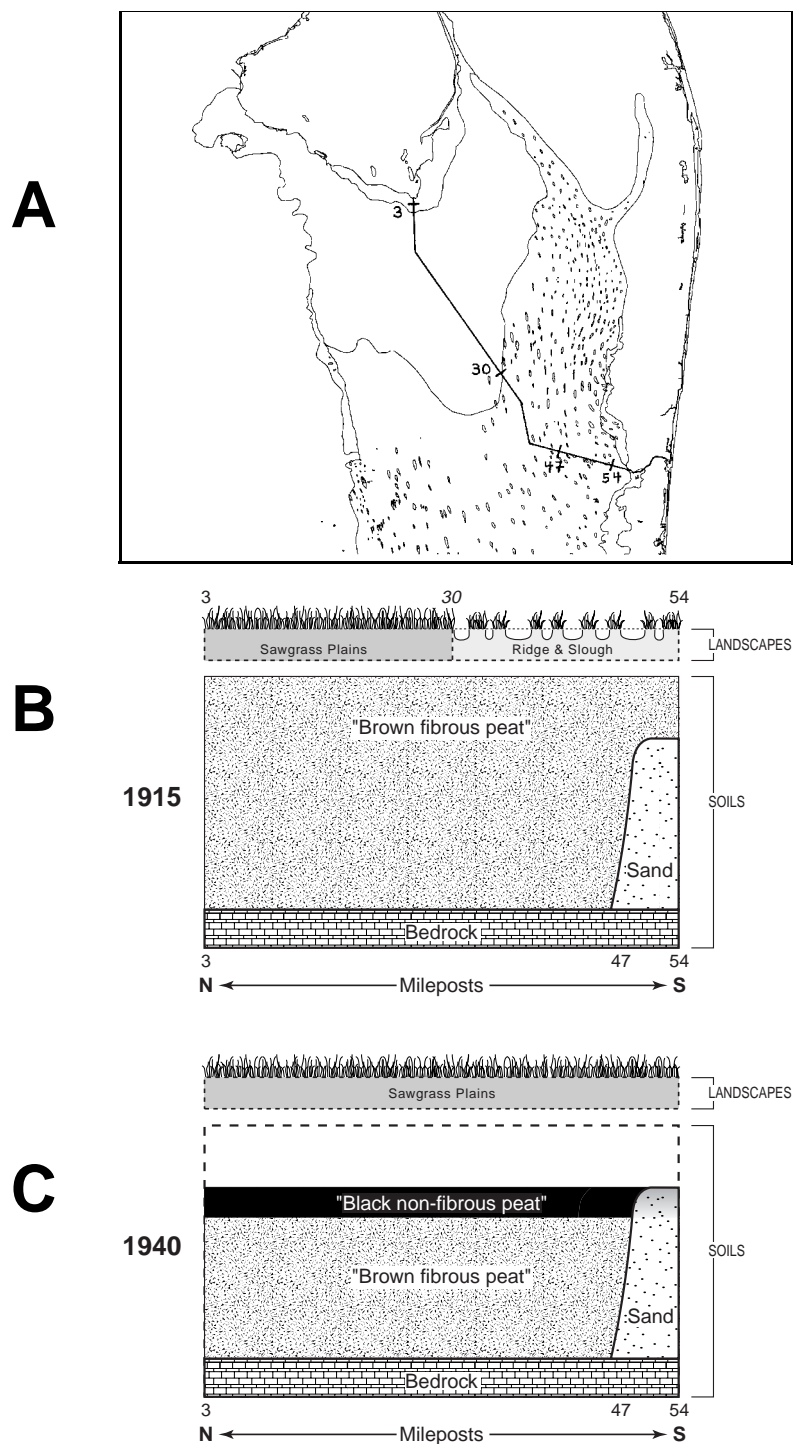 A
3
30
47
54
3 30 54
Sawgrass Plains Ridge & Slough LANDSCAPES
B
"Brown fibrous peat"
1915
SOILS
Sand
Bedrock
3 47 54
N Mileposts S
Sawgrass Plains LANDSCAPES
C
"Black non-fibrous peat"
1940
SOILS
"Brown fibrous peat"
Sand
Bedrock
3 47 54
N Mileposts S